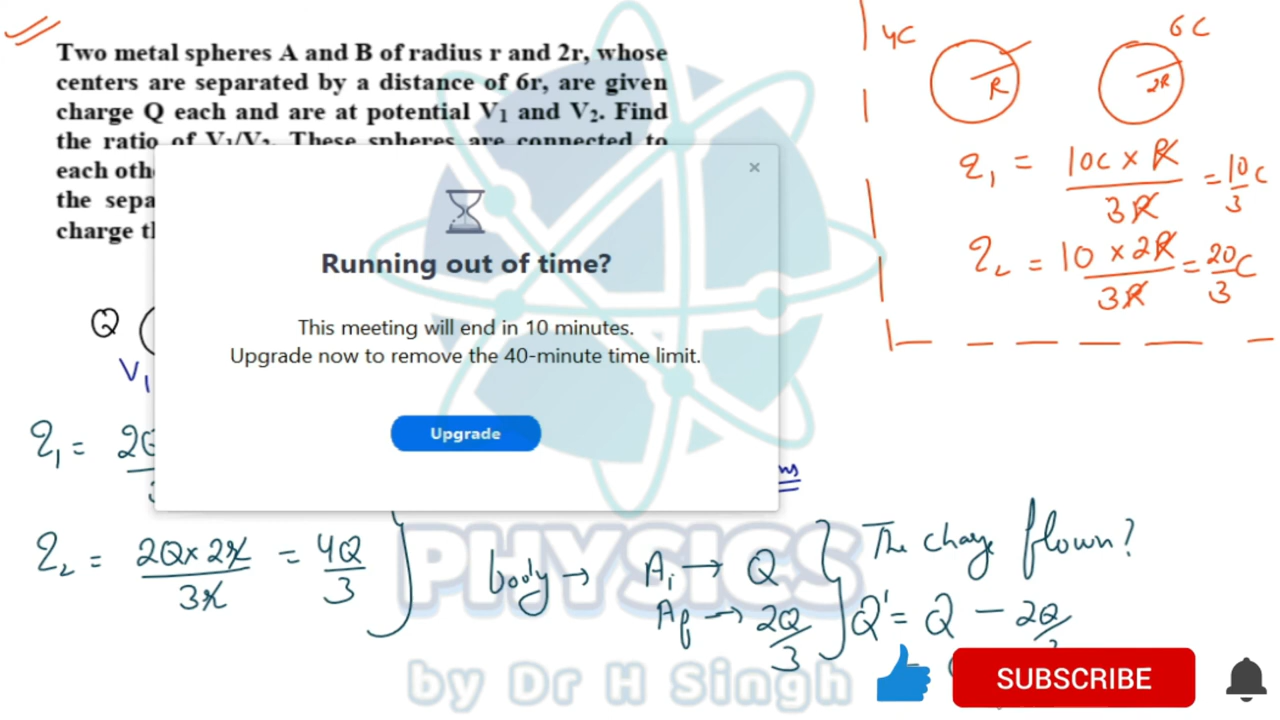 Two metal spheres A and B of radius r and 2r, whose
centers are separated by a distance of 6r, are given
charge Q each and are at potential V₁ and V₂. Find
the ratio of V₁/V₂. These spheres are connected to
each oth
the sepa
charge t
Running out of time?
This meeting will end in 10 minutes.
Upgrade now to remove the 40-minute time limit.
Upgrade
4C
6C
R
2R
q₁ = 10C × R / 3R = 10/3 C
q₂ = 10 × 2R / 3R = 20/3 C
Q
V₁
q₁ = 2Q
q₂ = 2Q × 2r / 3r = 4Q/3
body → Aᵢ → Q
A_f → 2Q/3
The charge flown?
Q' = Q − 2Q/3
PHYSICS
by Dr H Singh
SUBSCRIBE